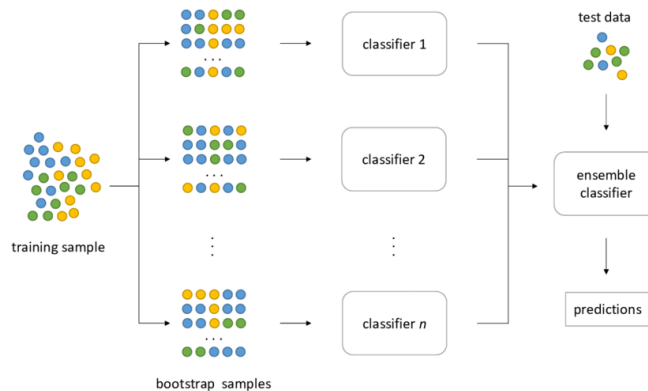 test data
classifier 1
classifier 2
ensemble
classifier
training sample
classifier n
predictions
bootstrap samples